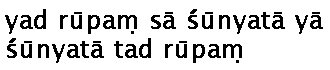 yad rūpaṃ sā śūnyatā yā
śūnyatā tad rūpaṃ